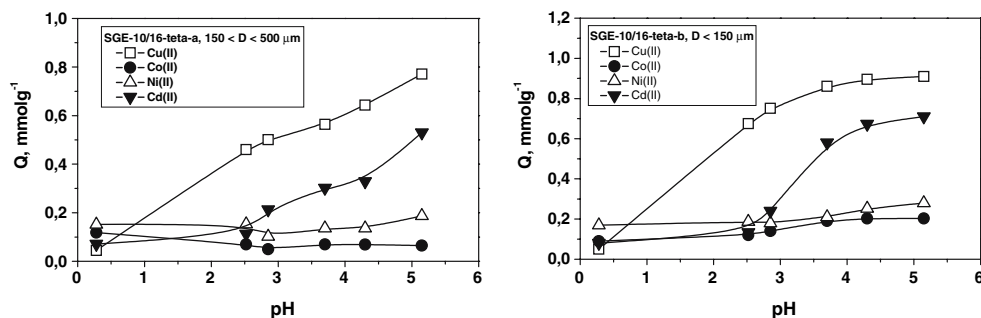 SGE-10/16-teta-a, 150 < D < 500 μm
Cu(II)
Co(II)
Ni(II)
Cd(II)
Q, mmolg-1
1,0
0,8
0,6
0,4
0,2
0,0
0 1 2 3 4 5 6
pH
SGE-10/16-teta-b, D < 150 μm
Cu(II)
Co(II)
Ni(II)
Cd(II)
Q, mmolg-1
1,2
1,0
0,8
0,6
0,4
0,2
0,0
0 1 2 3 4 5 6
pH